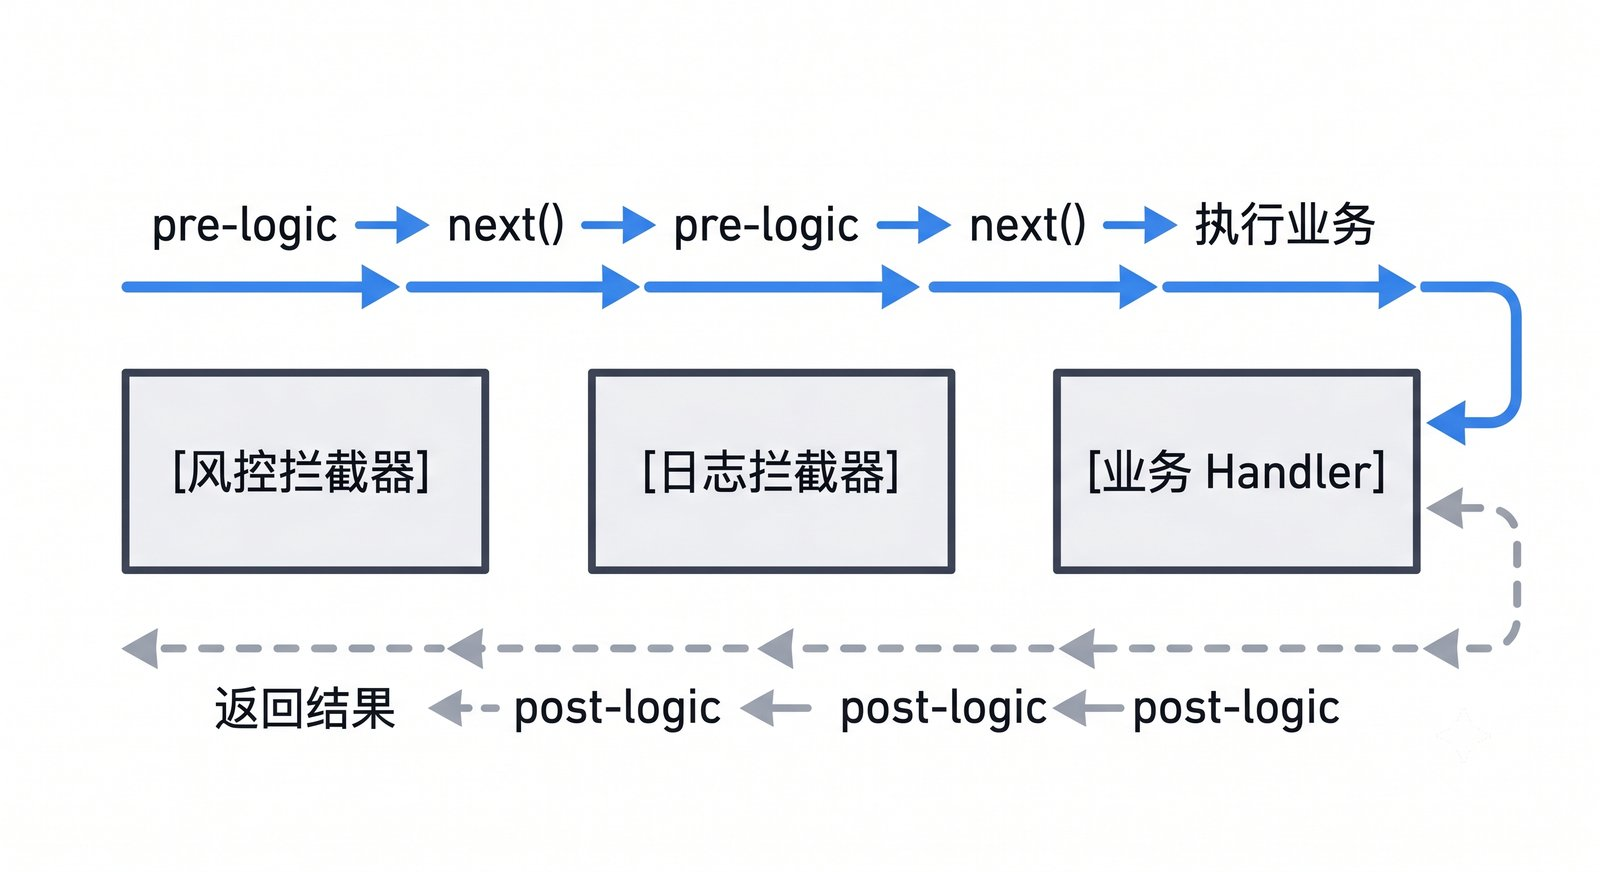 pre-logic next() pre-logic next() 执行业务
[风控拦截器] [日志拦截器] [业务 Handler]
返回结果 post-logic post-logic post-logic